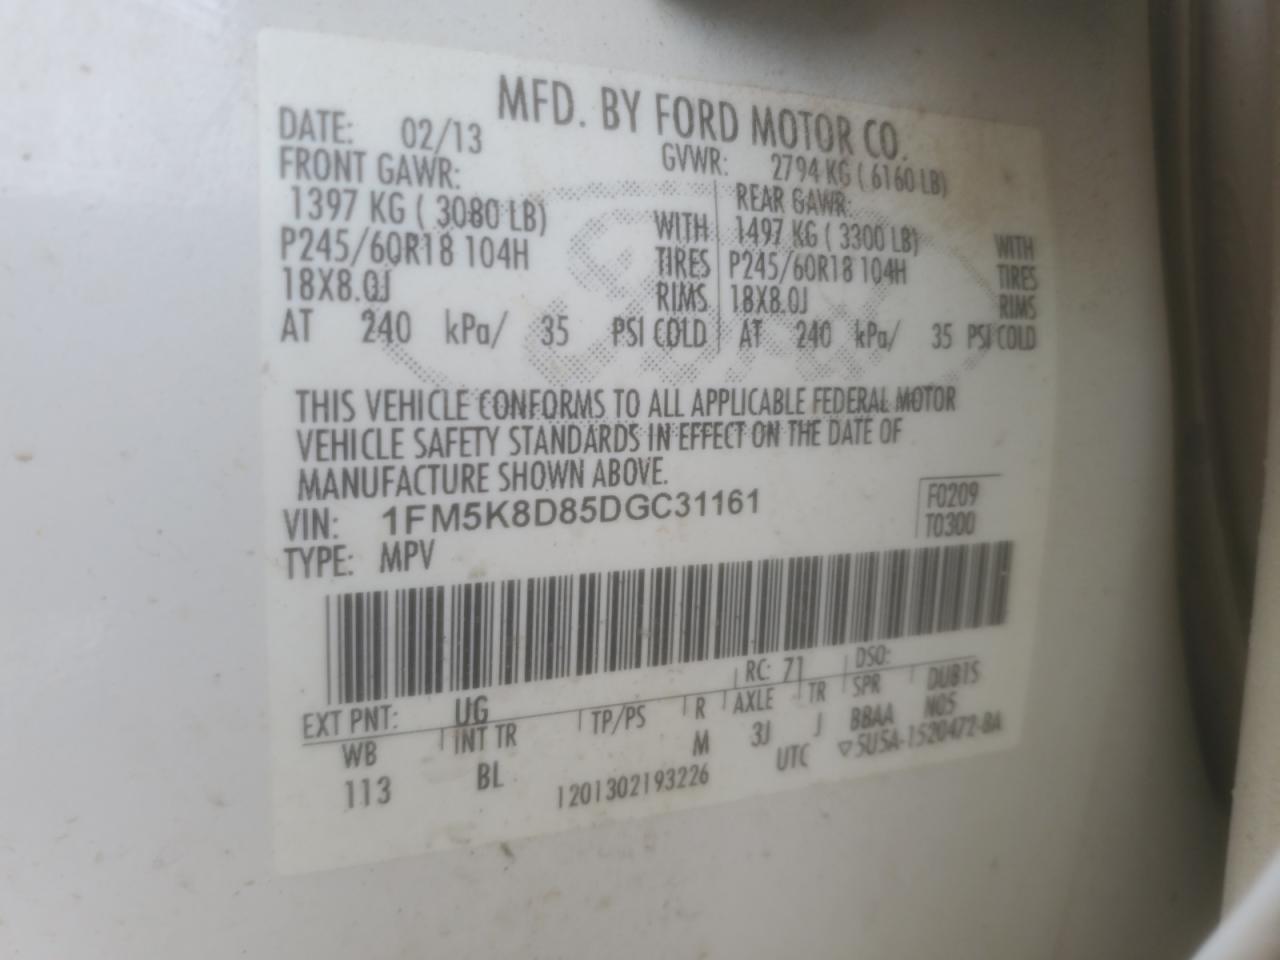 MFD. BY FORD MOTOR CO.
DATE: 02/13 GVWR: 2794 KG ( 6160 LB)
FRONT GAWR: REAR GAWR:
1397 KG ( 3080 LB) WITH 1497 KG ( 3300 LB) WITH
P245/60R18 104H TIRES P245/60R18 104H TIRES
18X8.0J RIMS 18X8.0J RIMS
AT 240 kPa/ 35 PSI COLD AT 240 kPa/ 35 PSI COLD
THIS VEHICLE CONFORMS TO ALL APPLICABLE FEDERAL MOTOR
VEHICLE SAFETY STANDARDS IN EFFECT ON THE DATE OF
MANUFACTURE SHOWN ABOVE.
VIN: 1FM5K8D85DGC31161 F0209
TYPE: MPV T0300
EXT PNT: UG RC: 71 DSO:
WB INT TR TP/PS R AXLE TR SPR DUB15
113 BL M 3J J BBAA N05
1201302193226 UTC ▽5U5A-1520472-BA